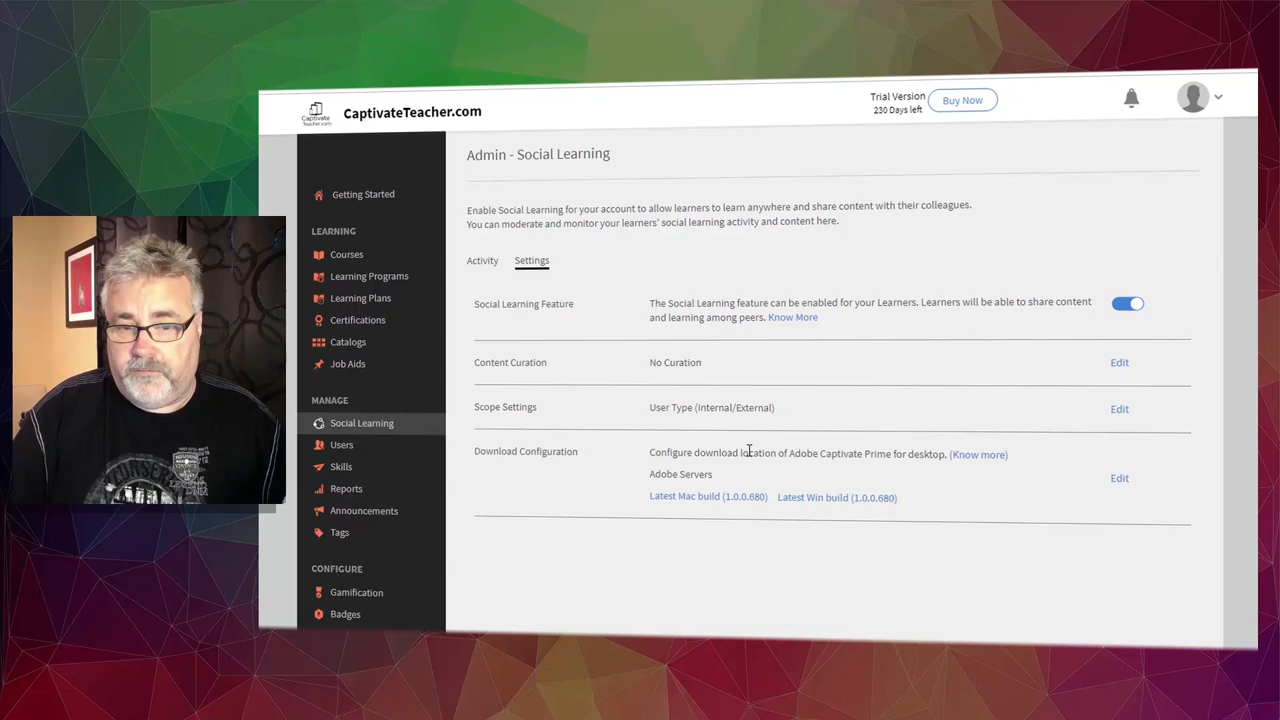 Captivate
Teacher.com
CaptivateTeacher.com
Trial Version
230 Days left
Buy Now
Admin - Social Learning
Getting Started
Enable Social Learning for your account to allow learners to learn anywhere and share content with their colleagues.
You can moderate and monitor your learners' social learning activity and content here.
LEARNING
Courses
Learning Programs
Learning Plans
Certifications
Catalogs
Job Aids
MANAGE
Social Learning
Users
Skills
Reports
Announcements
Tags
CONFIGURE
Gamification
Badges
Activity Settings
Social Learning Feature
The Social Learning feature can be enabled for your Learners. Learners will be able to share content
and learning among peers. Know More
Content Curation No Curation Edit
Scope Settings User Type (Internal/External) Edit
Download Configuration
Configure download location of Adobe Captivate Prime for desktop. (Know more)
Adobe Servers
Edit
Latest Mac build (1.0.0.680) Latest Win build (1.0.0.680)